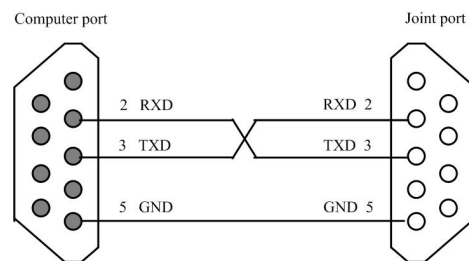 Computer port Joint port
2 RXD RXD 2
3 TXD TXD 3
5 GND GND 5